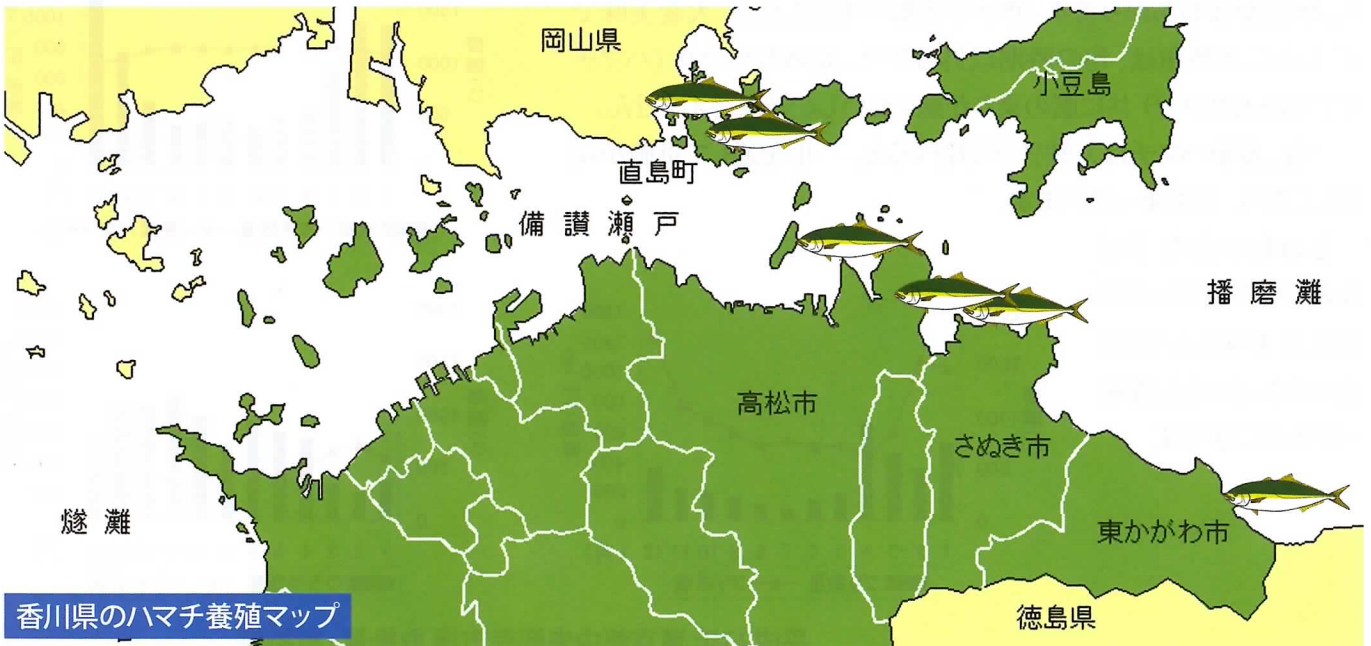 岡山県
小豆島
直島町
備讃瀬戸
播磨灘
高松市
さぬき市
燧灘
東かがわ市
香川県のハマチ養殖マップ
徳島県